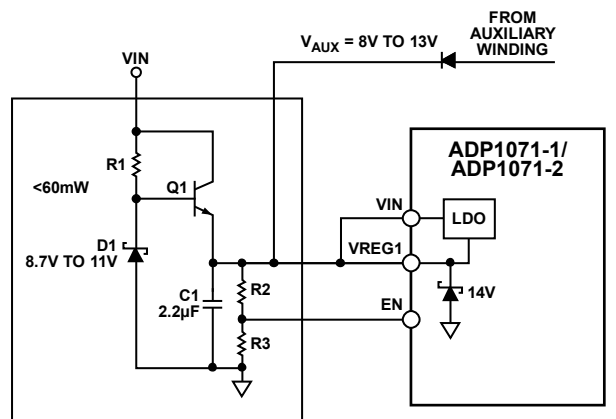 FROM
AUXILIARY
WINDING
VAUX = 8V TO 13V
VIN
R1
Q1
<60mW
D1
8.7V TO 11V
C1
2.2µF
R2
R3
ADP1071-1/
ADP1071-2
VIN
LDO
VREG1
14V
EN